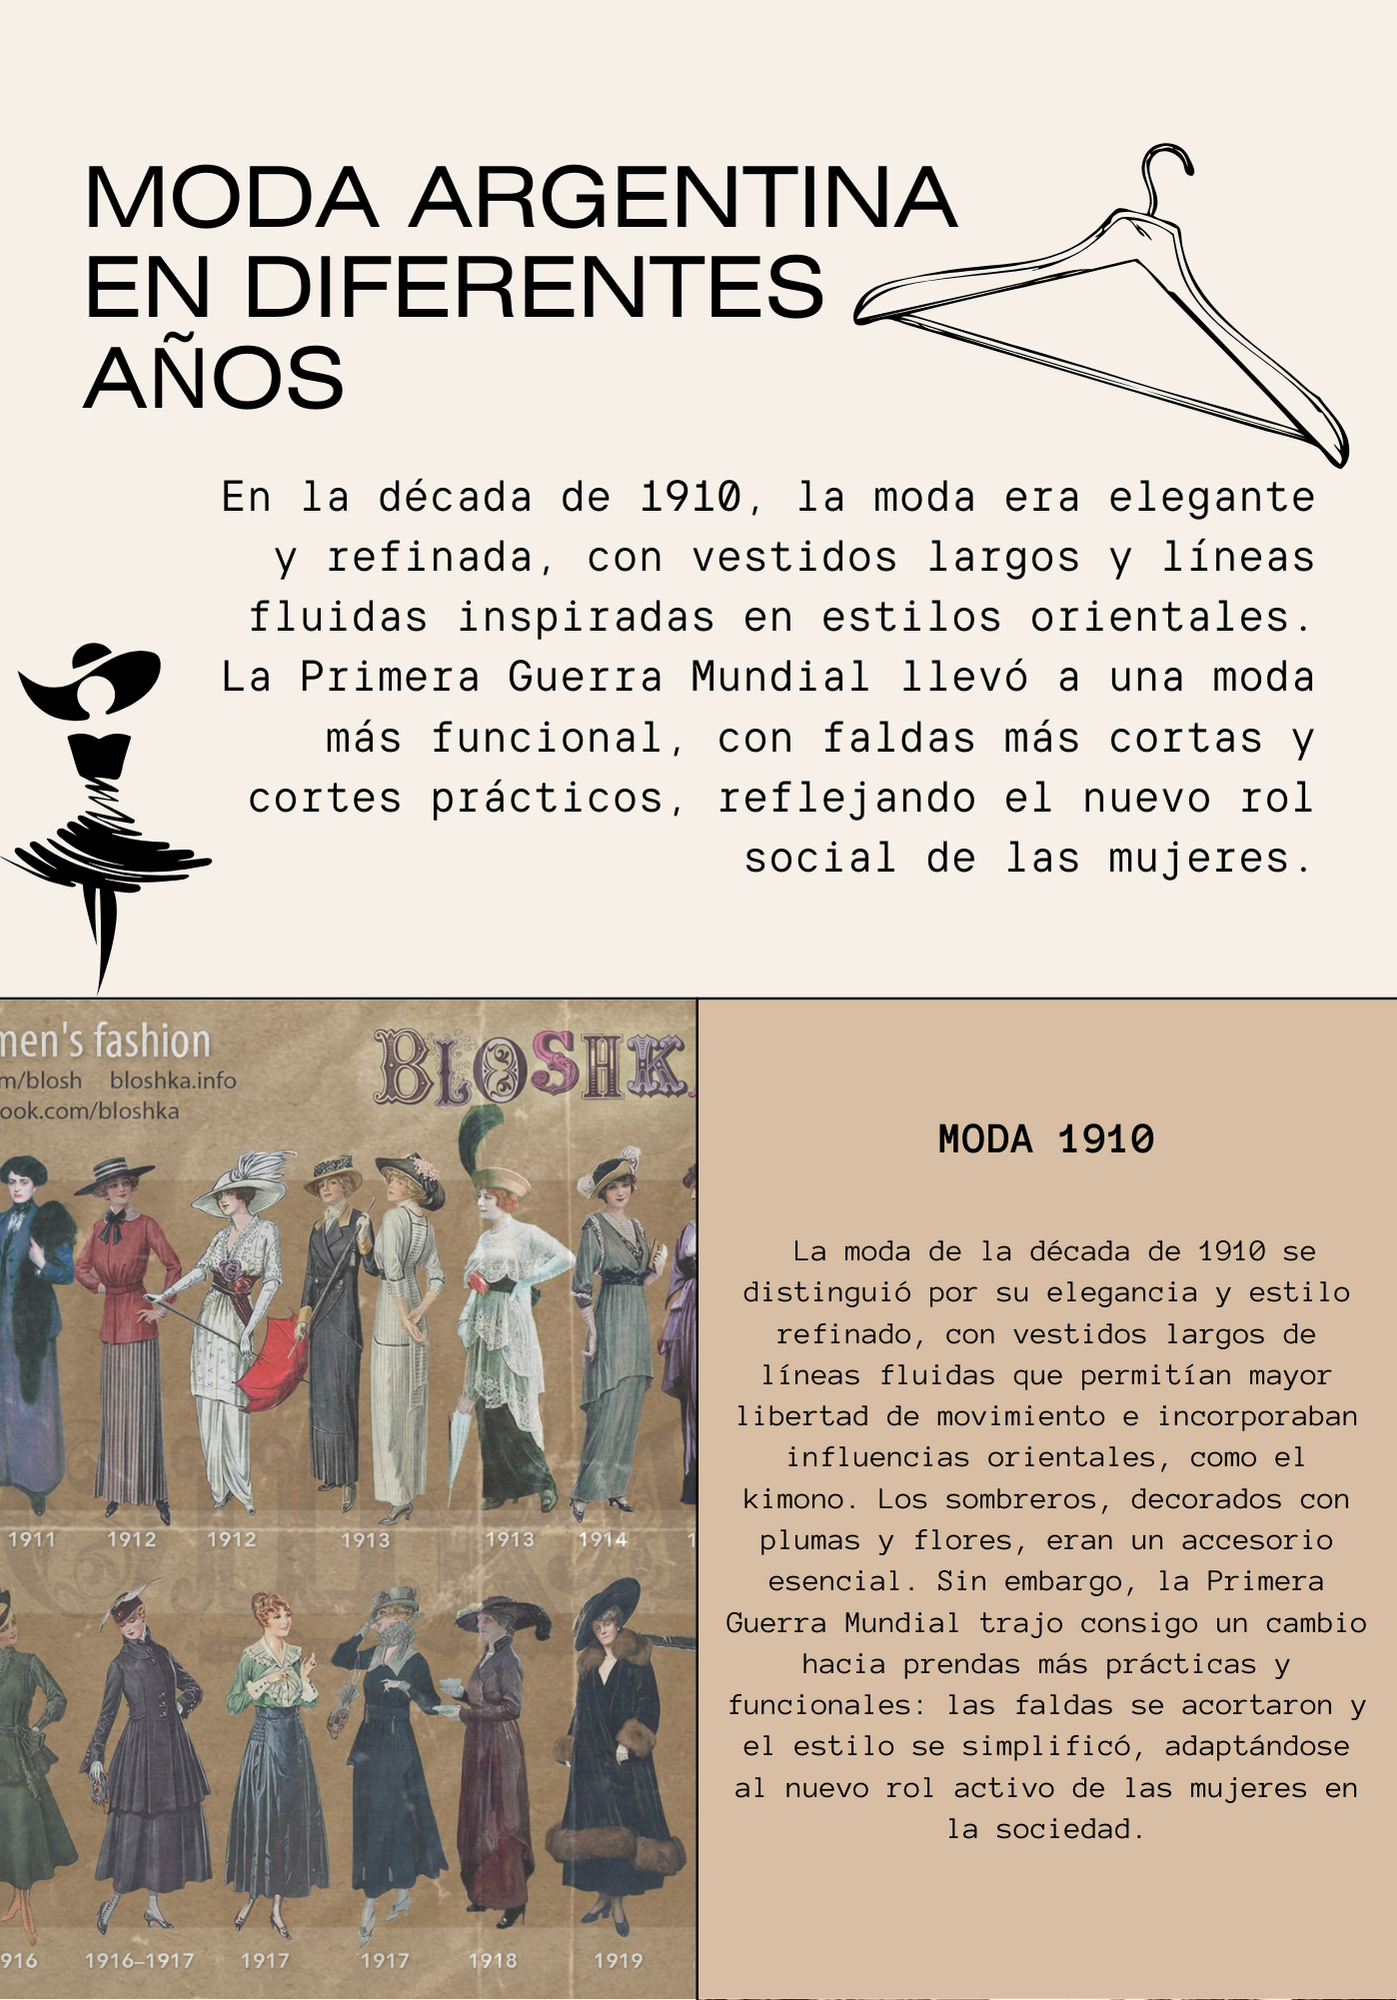 MODA ARGENTINA
EN DIFERENTES
AÑOS
En la década de 1910, la moda era elegante
y refinada, con vestidos largos y líneas
fluidas inspiradas en estilos orientales.
La Primera Guerra Mundial llevó a una moda
más funcional, con faldas más cortas y
cortes prácticos, reflejando el nuevo rol
social de las mujeres.
men's fashion
m/blosh bloshka.info
ook.com/bloshka
BLOSHK
1911 1912 1912 1913 1913 1914 1
916 1916–1917 1917 1917 1918 1919
MODA 1910
La moda de la década de 1910 se
distinguió por su elegancia y estilo
refinado, con vestidos largos de
líneas fluidas que permitían mayor
libertad de movimiento e incorporaban
influencias orientales, como el
kimono. Los sombreros, decorados con
plumas y flores, eran un accesorio
esencial. Sin embargo, la Primera
Guerra Mundial trajo consigo un cambio
hacia prendas más prácticas y
funcionales: las faldas se acortaron y
el estilo se simplificó, adaptándose
al nuevo rol activo de las mujeres en
la sociedad.